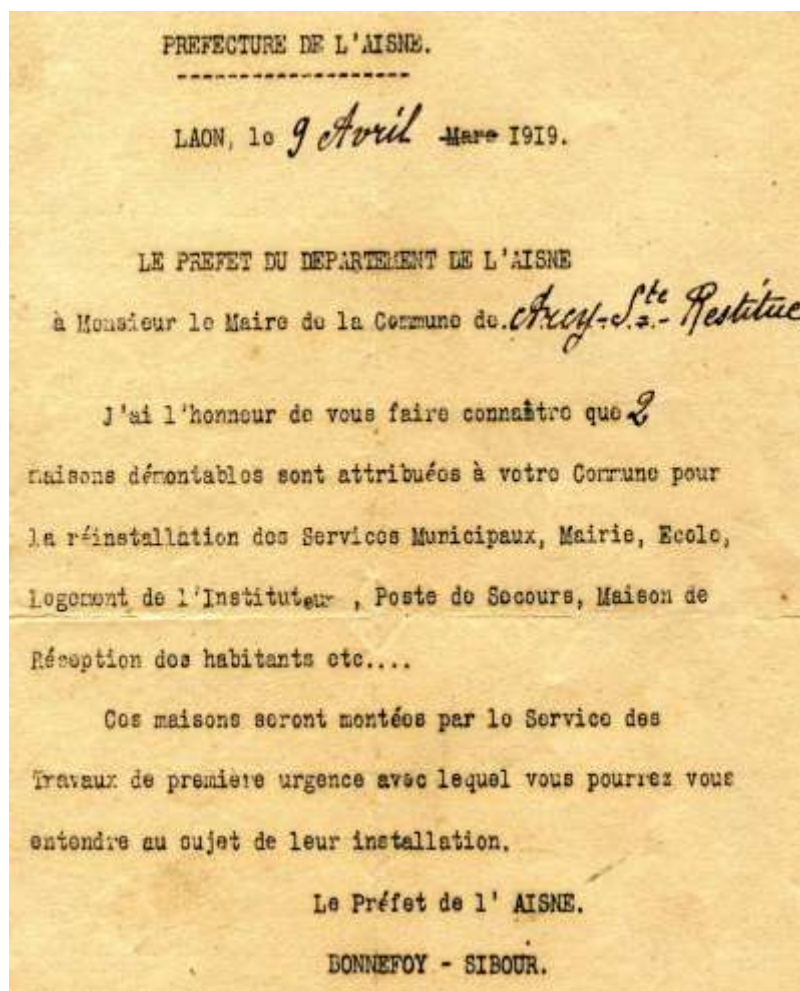 PREFECTURE DE L'AISNE.
-------------------
LAON, le 9 Avril Mars 1919.
LE PREFET DU DEPARTEMENT DE L'AISNE
à Monsieur le Maire de la Commune de. Arcy-Ste-Restitue
J'ai l'honneur de vous faire connaître que 2
maisons démontables sont attribuées à votre Commune pour
la réinstallation des Services Municipaux, Mairie, Ecole,
Logement de l'Instituteur , Poste de Secours, Maison de
Réception des habitants etc....
Ces maisons seront montées par le Service des
Travaux de première urgence avec lequel vous pourrez vous
entendre au sujet de leur installation.
Le Préfet de l' AISNE.
BONNEFOY - SIBOUR.